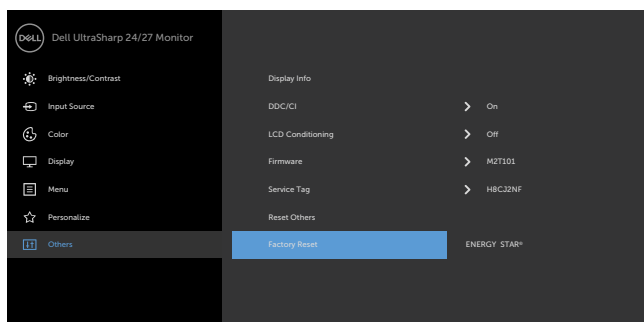 DELL Dell UltraSharp 24/27 Monitor
Brightness/Contrast Display Info
Input Source DDC/CI On
Color LCD Conditioning Off
Display Firmware M2T101
Menu Service Tag H8CJ2NF
Personalize Reset Others
Others Factory Reset ENERGY STAR®